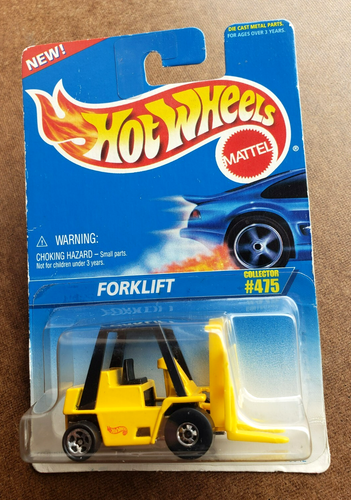 NEW!
DIE CAST METAL PARTS.
FOR AGES OVER 3 YEARS.
Hot Wheels
MATTEL
®
WARNING:
CHOKING HAZARD – Small parts.
Not for children under 3 years.
FORKLIFT
COLLECTOR
#475